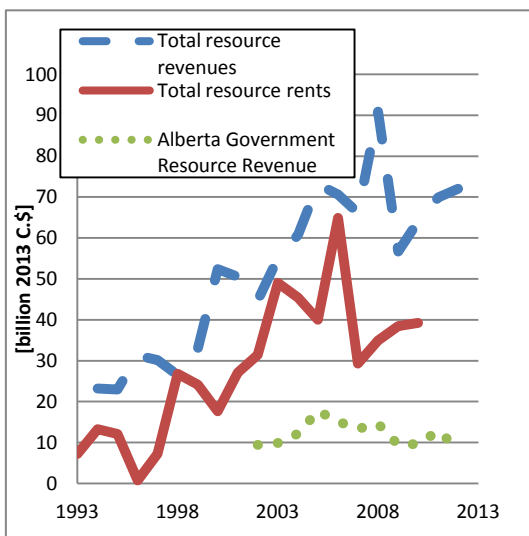 Total resource
revenues
Total resource rents
Alberta Government
Resource Revenue
[billion 2013 C.$]
100
90
80
70
60
50
40
30
20
10
0
1993 1998 2003 2008 2013